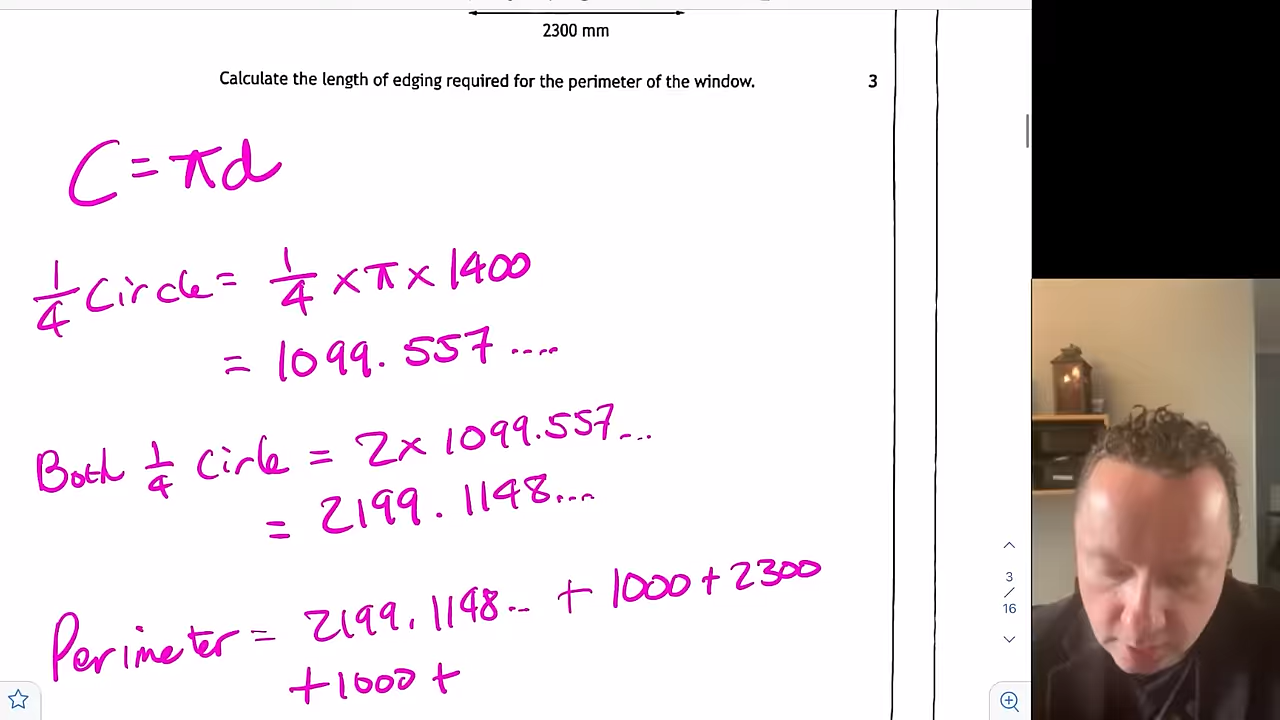 2300 mm
Calculate the length of edging required for the perimeter of the window. 3
C = πd
1/4 Circle = 1/4 × π × 1400
= 1099.557....
Both 1/4 Circle = 2 × 1099.557...
= 2199.1148...
Perimeter = 2199.1148.. + 1000 + 2300
+ 1000 +
3
/
16